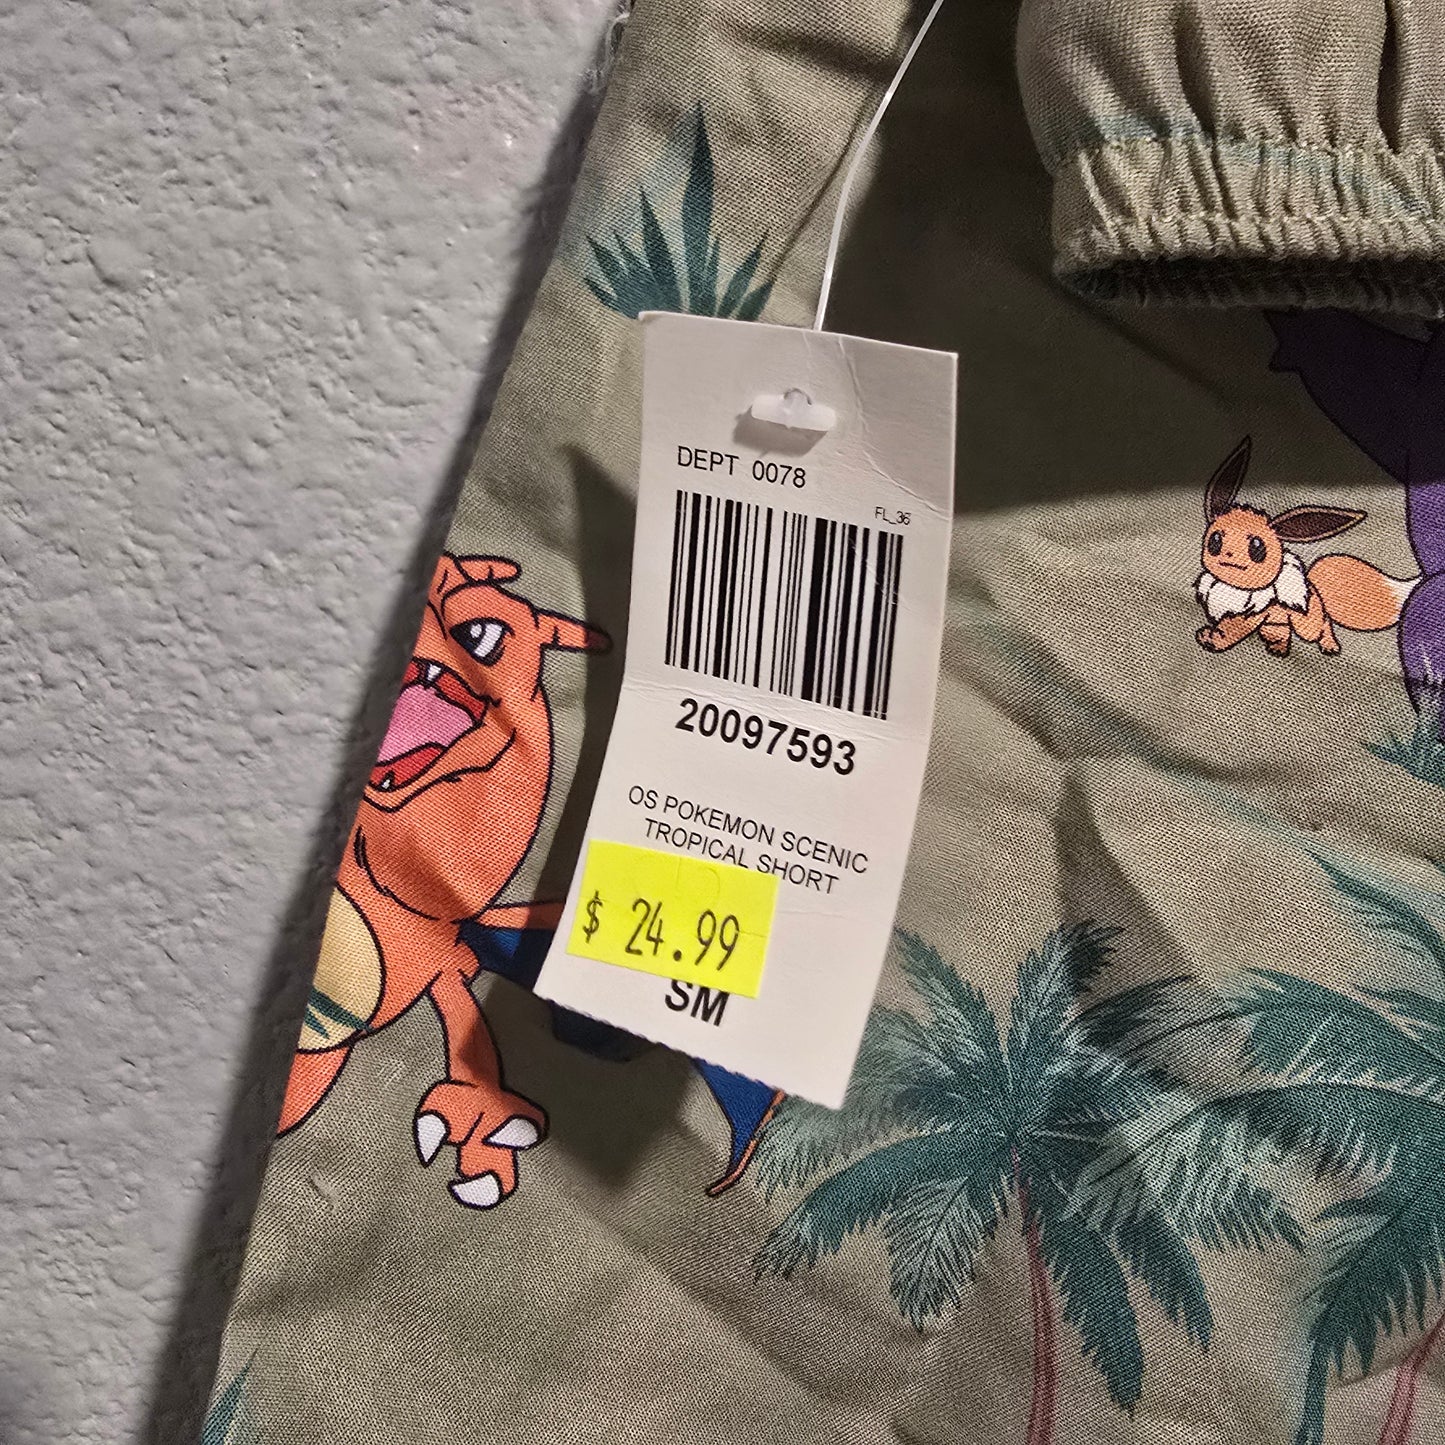 DEPT 0078
FL_36
20097593
OS POKEMON SCENIC
TROPICAL SHORT
$ 24.99
SM